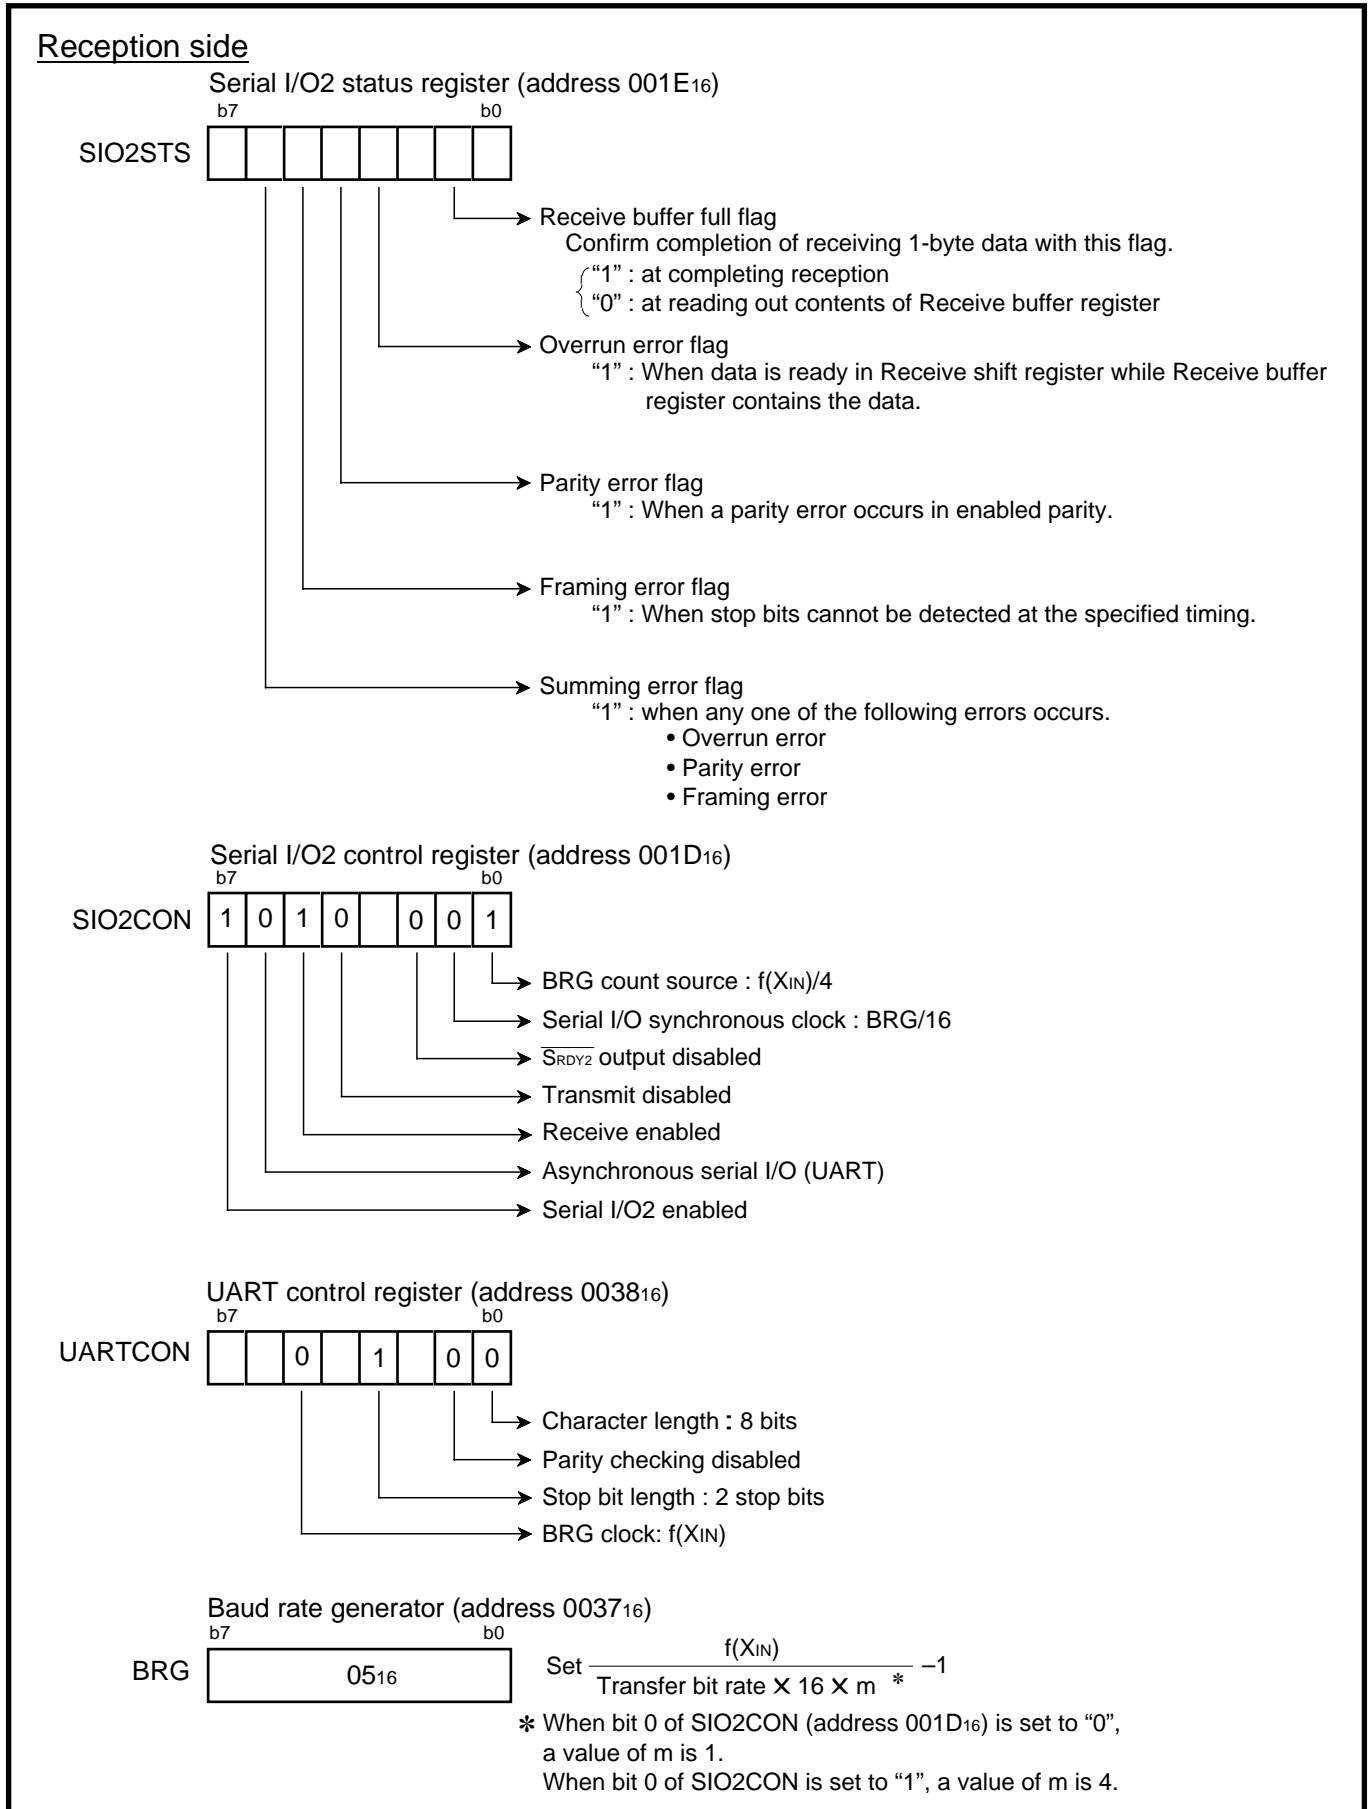 Reception side
Serial I/O2 status register (address 001E16)
b7 b0
SIO2STS
Receive buffer full flag
Confirm completion of receiving 1-byte data with this flag.
“1” : at completing reception
“0” : at reading out contents of Receive buffer register
Overrun error flag
“1” : When data is ready in Receive shift register while Receive buffer
register contains the data.
Parity error flag
“1” : When a parity error occurs in enabled parity.
Framing error flag
“1” : When stop bits cannot be detected at the specified timing.
Summing error flag
“1” : when any one of the following errors occurs.
• Overrun error
• Parity error
• Framing error
Serial I/O2 control register (address 001D16)
b7 b0
SIO2CON 1 0 1 0 0 0 1
BRG count source : f(XIN)/4
Serial I/O synchronous clock : BRG/16
SRDY2 output disabled
Transmit disabled
Receive enabled
Asynchronous serial I/O (UART)
Serial I/O2 enabled
UART control register (address 003816)
b7 b0
UARTCON 0 1 0 0
Character length : 8 bits
Parity checking disabled
Stop bit length : 2 stop bits
BRG clock: f(XIN)
Baud rate generator (address 003716)
b7 b0
BRG 0516
Set f(XIN) –1
Transfer bit rate ✕ 16 ✕ m ✻
✻ When bit 0 of SIO2CON (address 001D16) is set to “0”,
a value of m is 1.
When bit 0 of SIO2CON is set to “1”, a value of m is 4.